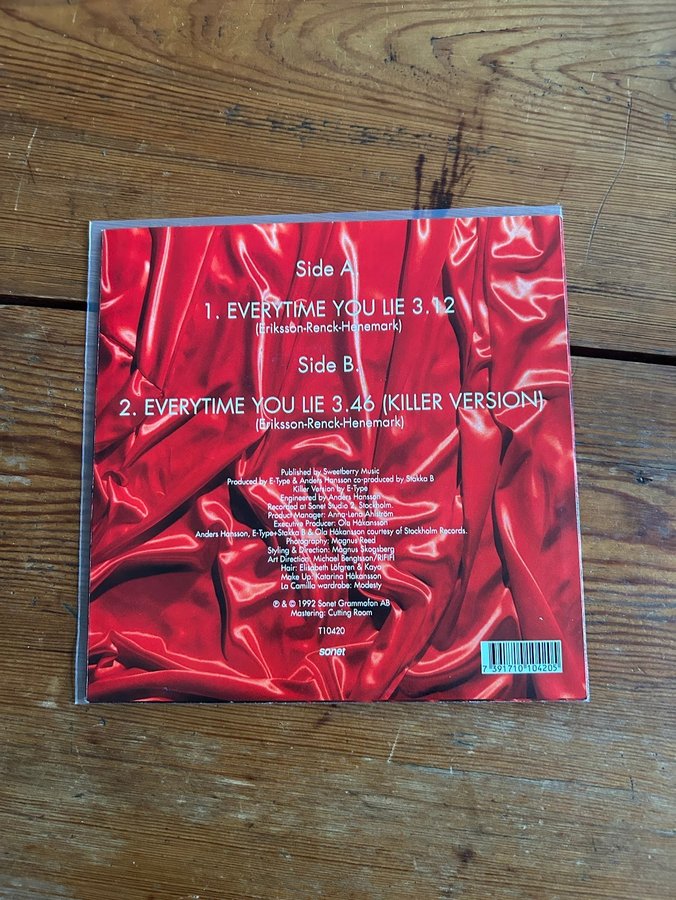 Side A.
1. EVERYTIME YOU LIE 3.12
(Eriksson-Renck-Henemark)
Side B.
2. EVERYTIME YOU LIE 3.46 (KILLER VERSION)
(Eriksson-Renck-Henemark)
Published by Sweetberry Music
Produced by E-Type & Anders Hansson co-produced by Stakka B
Killer Version by E-Type
Engineered by Anders Hansson
Recorded at Sonet Studio 2, Stockholm.
Product Manager: Anna-Lena Ahlström
Executive Producer: Ola Håkansson
Anders Hansson, E-Type+Stakka B & Ola Håkansson courtesy of Stockholm Records.
Photography: Magnus Reed
Styling & Direction: Magnus Skogsberg
Art Direction: Michael Bengtsson/RIFIFI
Hair: Elisabeth Löfgren & Kaya
Make Up: Katarina Håkansson
La Camilla wardrobe: Modesty
℗ & © 1992 Sonet Grammofon AB
Mastering: Cutting Room
T10420
sonet
7 391710 104205